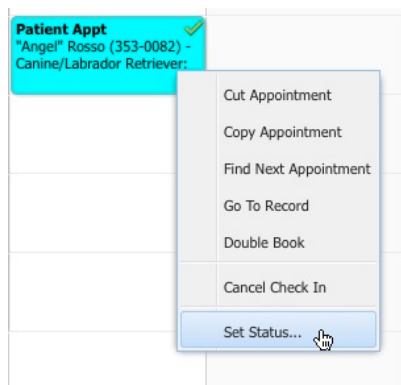 Patient Appt
"Angel" Rosso (353-0082) -
Canine/Labrador Retriever:
Cut Appointment
Copy Appointment
Find Next Appointment
Go To Record
Double Book
Cancel Check In
Set Status...